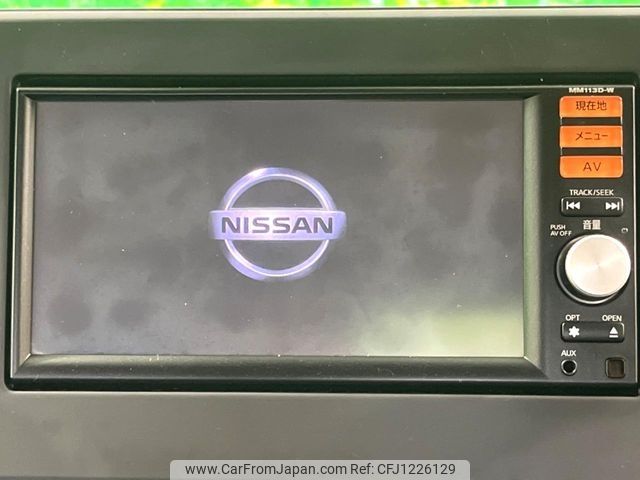 MM113D-W
現在地
メニュー
AV
TRACK/SEEK
音量
PUSH
AV OFF
NISSAN
OPT
OPEN
AUX
www.CarFromJapan.com - CFJ1226129